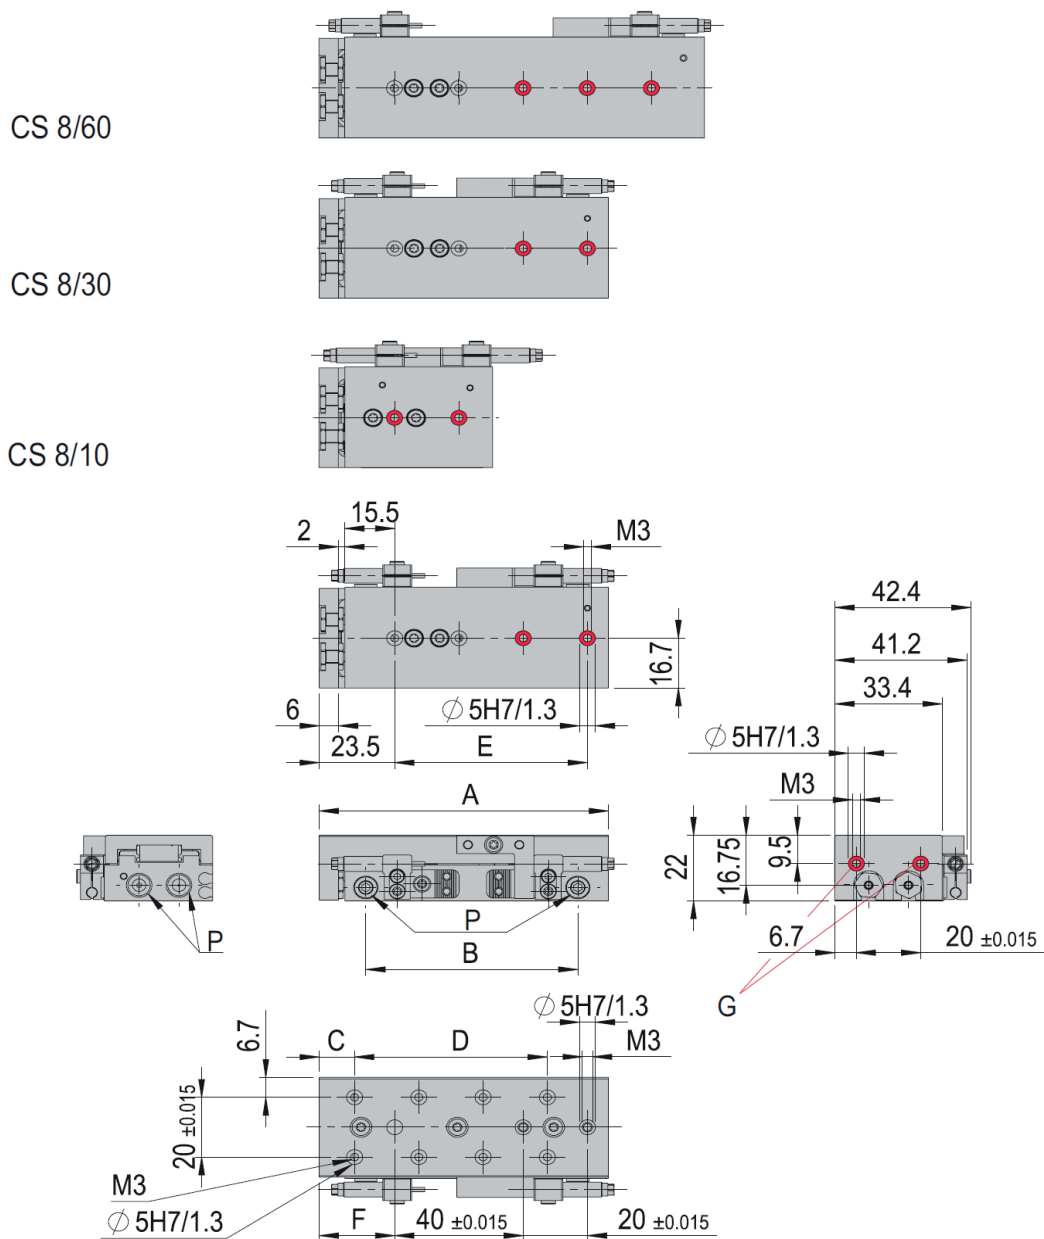 CS 8/60
CS 8/30
CS 8/10
15.5
2
M3
16.7
6
⌀ 5H7/1.3
23.5
E
42.4
41.2
33.4
⌀ 5H7/1.3
M3
22
16.75
9.5
6.7
20 ±0.015
G
A
P
P
B
⌀ 5H7/1.3
6.7
C
D
M3
20 ±0.015
M3
⌀ 5H7/1.3
F
40 ±0.015
20 ±0.015